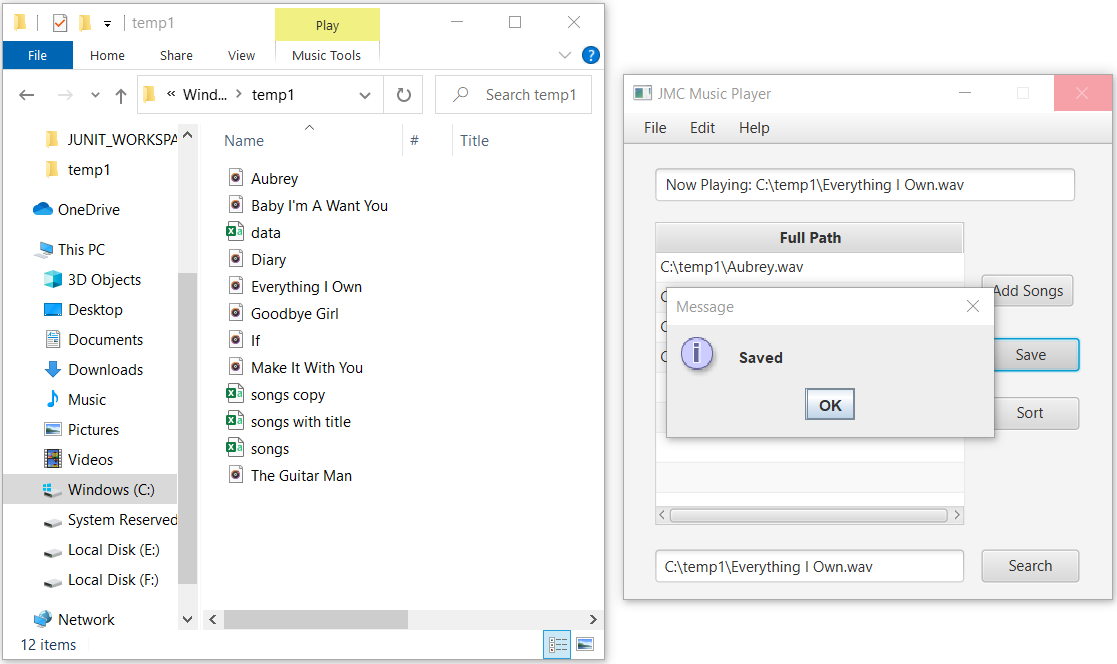 temp1
Play
File
Home
Share
View
Music Tools
?
« Wind... > temp1
Search temp1
JUNIT_WORKSPA
temp1
OneDrive
This PC
3D Objects
Desktop
Documents
Downloads
Music
Pictures
Videos
Windows (C:)
System Reserved
Local Disk (E:)
Local Disk (F:)
Network
Name # Title
Aubrey
Baby I'm A Want You
data
Diary
Everything I Own
Goodbye Girl
If
Make It With You
songs copy
songs with title
songs
The Guitar Man
12 items
JMC Music Player
File Edit Help
Now Playing: C:\temp1\Everything I Own.wav
Full Path
C:\temp1\Aubrey.wav
Add Songs
Message
Saved
OK
Save
Sort
C:\temp1\Everything I Own.wav
Search